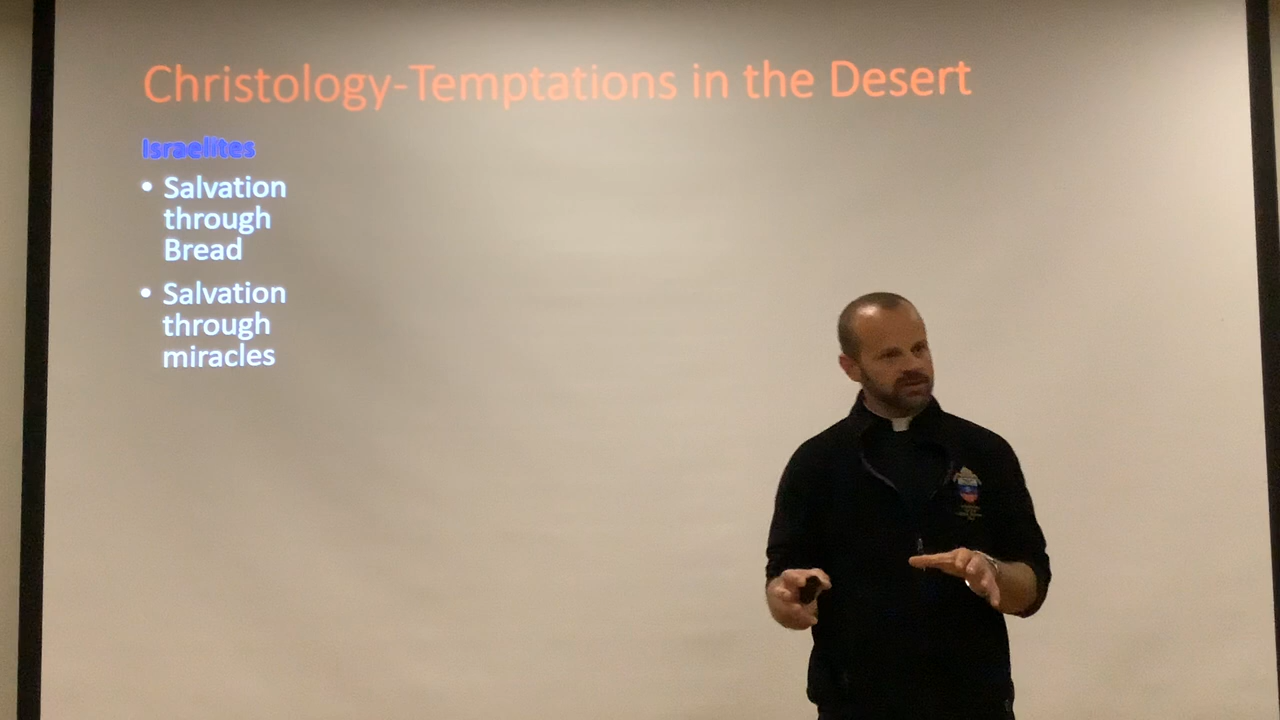 Christology-Temptations in the Desert
Israelites
• Salvation
through
Bread
• Salvation
through
miracles